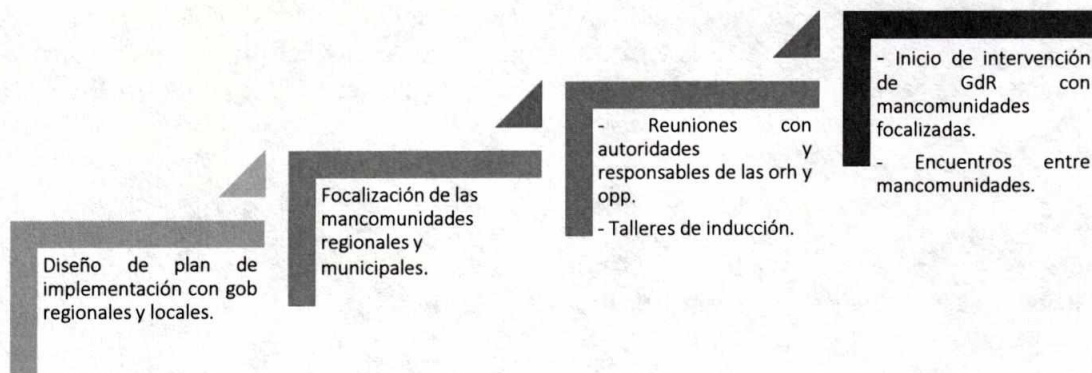 Diseño de plan de
implementación con gob
regionales y locales.
Focalización de las
mancomunidades
regionales y
municipales.
- Reuniones con
autoridades y
responsables de las orh y
opp.
- Talleres de inducción.
- Inicio de intervención
de GdR con
mancomunidades
focalizadas.
- Encuentros entre
mancomunidades.